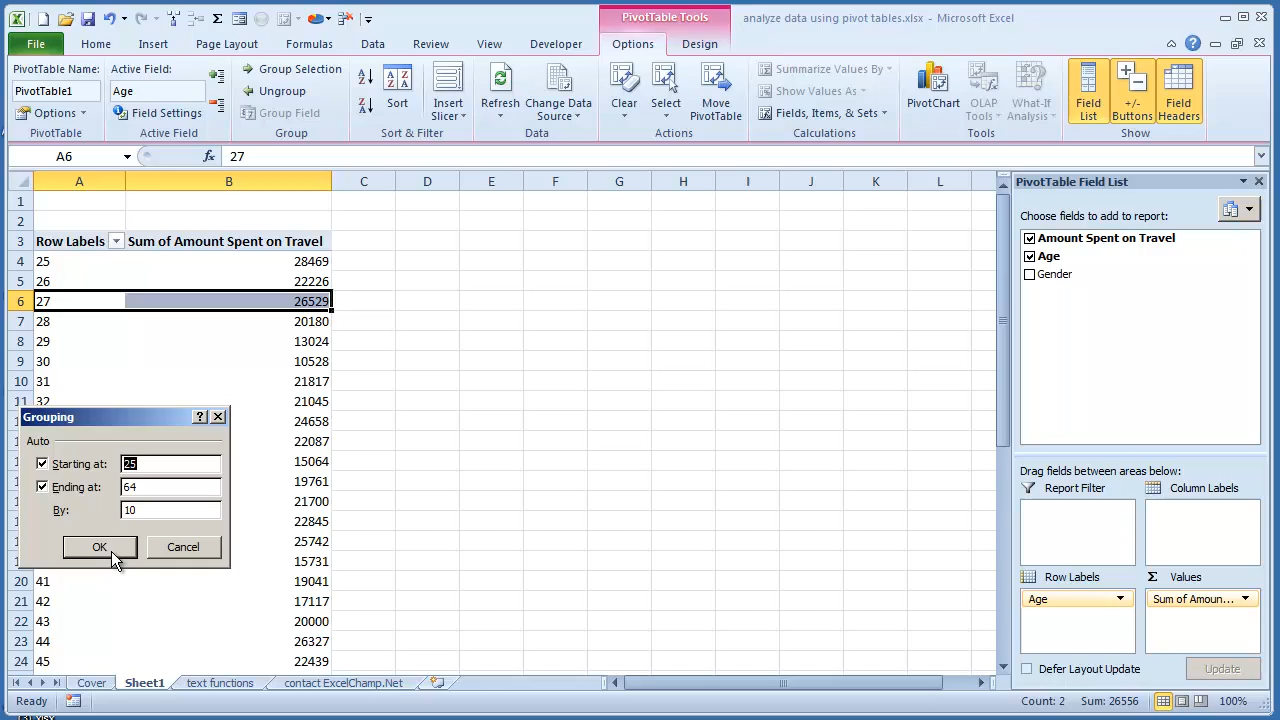 PivotTable Tools
analyze data using pivot tables.xlsx - Microsoft Excel
File Home Insert Page Layout Formulas Data Review View Developer Options Design
PivotTable Name:
PivotTable1
Options
PivotTable
Active Field:
Age
Field Settings
Active Field
Group Selection
Ungroup
Group Field
Group
Sort
Insert
Slicer
Sort & Filter
Refresh
Change Data
Source
Data
Clear
Select
Move
PivotTable
Actions
Summarize Values By
Show Values As
Fields, Items, & Sets
Calculations
PivotChart
OLAP
Tools
What-If
Analysis
Tools
Field
List
+/-
Buttons
Field
Headers
Show
A6 fx 27
A B C D E F G H I J K L
1
2
3 Row Labels Sum of Amount Spent on Travel
4 25 28469
5 26 22226
6 27 26529
7 28 20180
8 29 13024
9 30 10528
10 31 21817
11 32 21045
24658
22087
15064
19761
21700
22845
25742
15731
20 41 19041
21 42 17117
22 43 20000
23 44 26327
24 45 22439
Grouping
Auto
Starting at: 25
Ending at: 64
By: 10
OK Cancel
PivotTable Field List
Choose fields to add to report:
Amount Spent on Travel
Age
Gender
Drag fields between areas below:
Report Filter Column Labels
Row Labels Σ Values
Age Sum of Amoun...
Defer Layout Update Update
Cover Sheet1 text functions contact ExcelChamp.Net
Ready Count: 2 Sum: 26556 100%